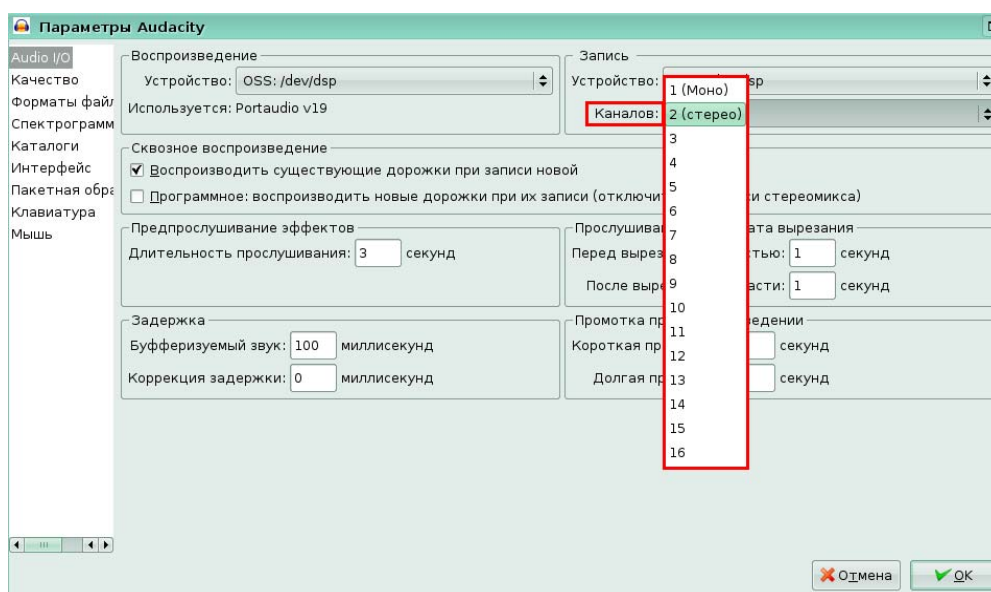 Параметры Audacity
Audio I/O
Качество
Форматы файл
Спектрограмм
Каталоги
Интерфейс
Пакетная обра
Клавиатура
Мышь
Воспроизведение
Устройство: OSS: /dev/dsp
Используется: Portaudio v19
Запись
Устройство: sp
Каналов:
1 (Моно)
2 (стерео)
3
4
5
6
7
8
9
10
11
12
13
14
15
16
Сквозное воспроизведение
Воспроизводить существующие дорожки при записи новой
Программное: воспроизводить новые дорожки при их записи (отключит и стереомикса)
Предпрослушивание эффектов
Длительность прослушивания: 3 секунд
Прослушива ата вырезания
Перед вырез тью: 1 секунд
После выре асти: 1 секунд
Задержка
Буфферизуемый звук: 100 миллисекунд
Коррекция задержки: 0 миллисекунд
Промотка пр едении
Короткая пр секунд
Долгая пр секунд
Отмена
OK